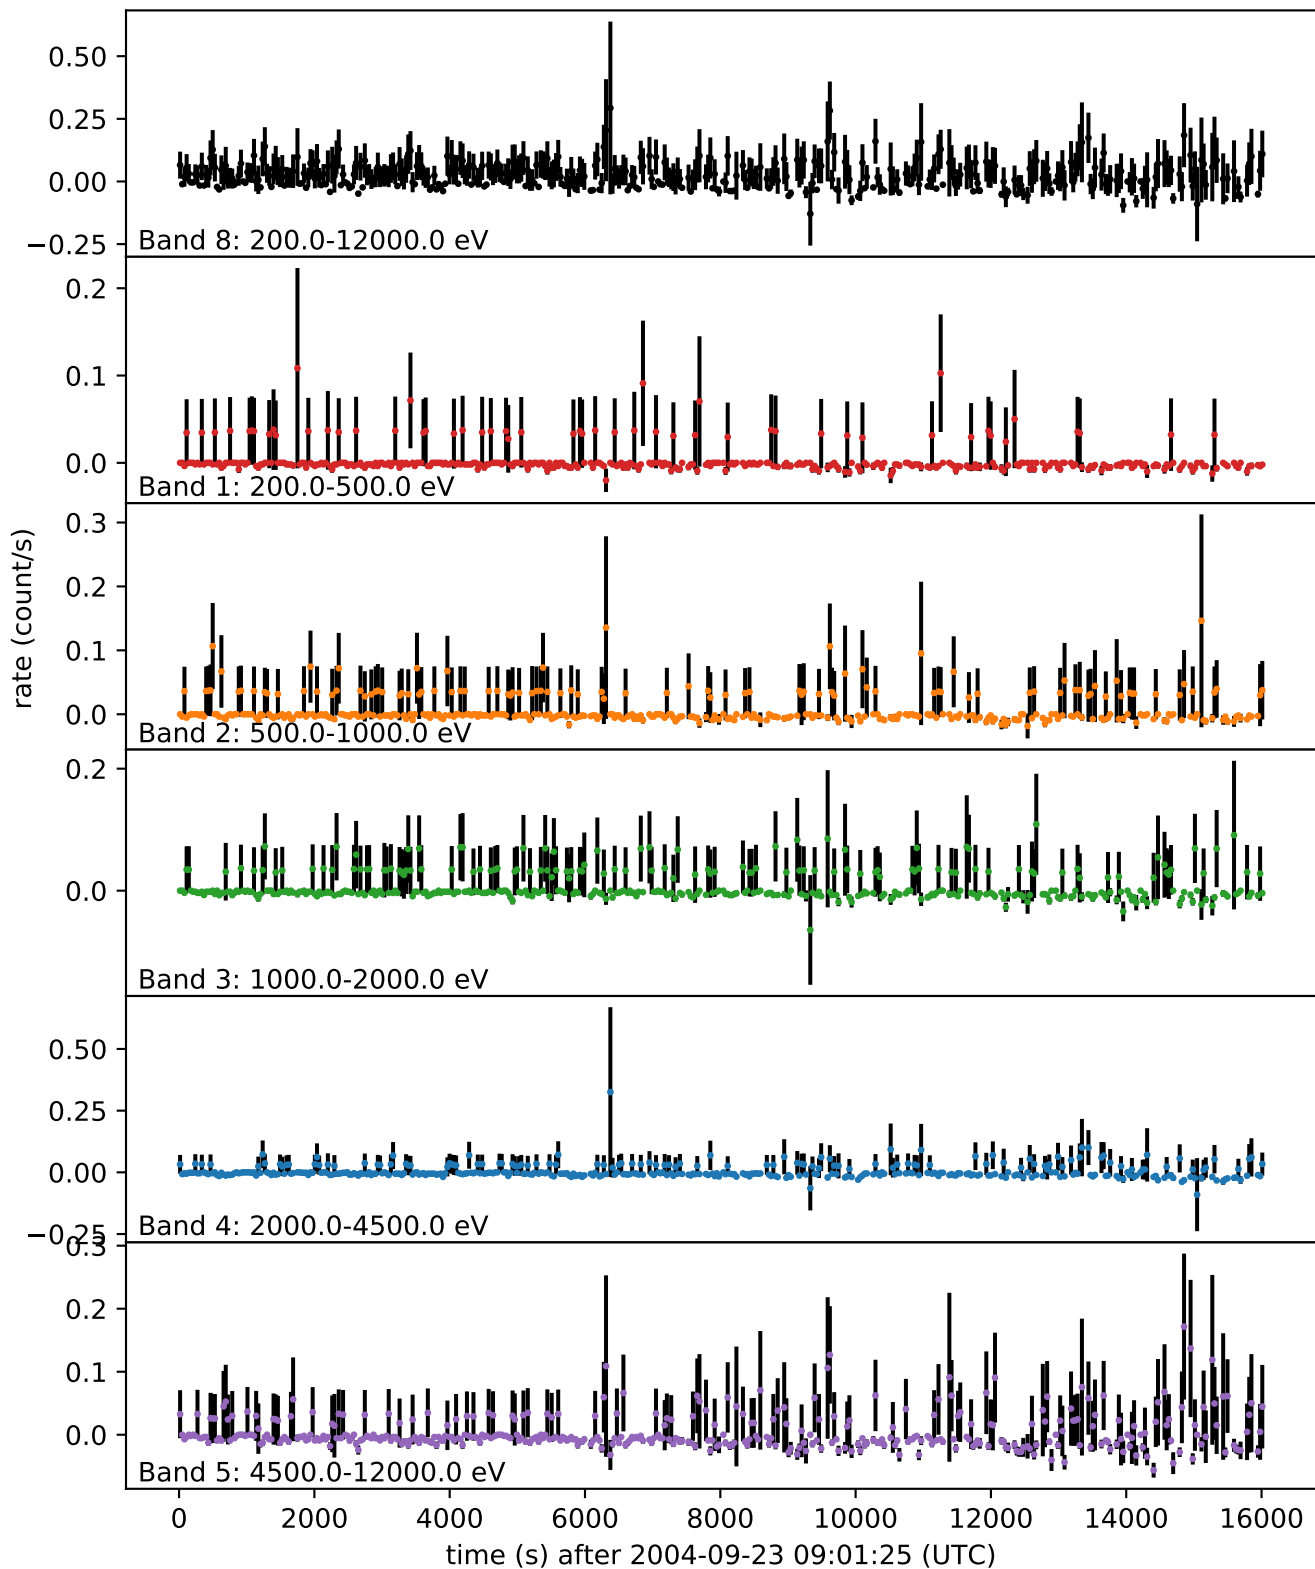 0.50
0.25
0.00
−0.25
Band 8: 200.0-12000.0 eV
0.2
0.1
0.0
Band 1: 200.0-500.0 eV
0.3
0.2
0.1
0.0
Band 2: 500.0-1000.0 eV
rate (count/s)
0.2
0.0
Band 3: 1000.0-2000.0 eV
0.50
0.25
0.00
−0.25
Band 4: 2000.0-4500.0 eV
0.3
0.2
0.1
0.0
Band 5: 4500.0-12000.0 eV
0 2000 4000 6000 8000 10000 12000 14000 16000
time (s) after 2004-09-23 09:01:25 (UTC)